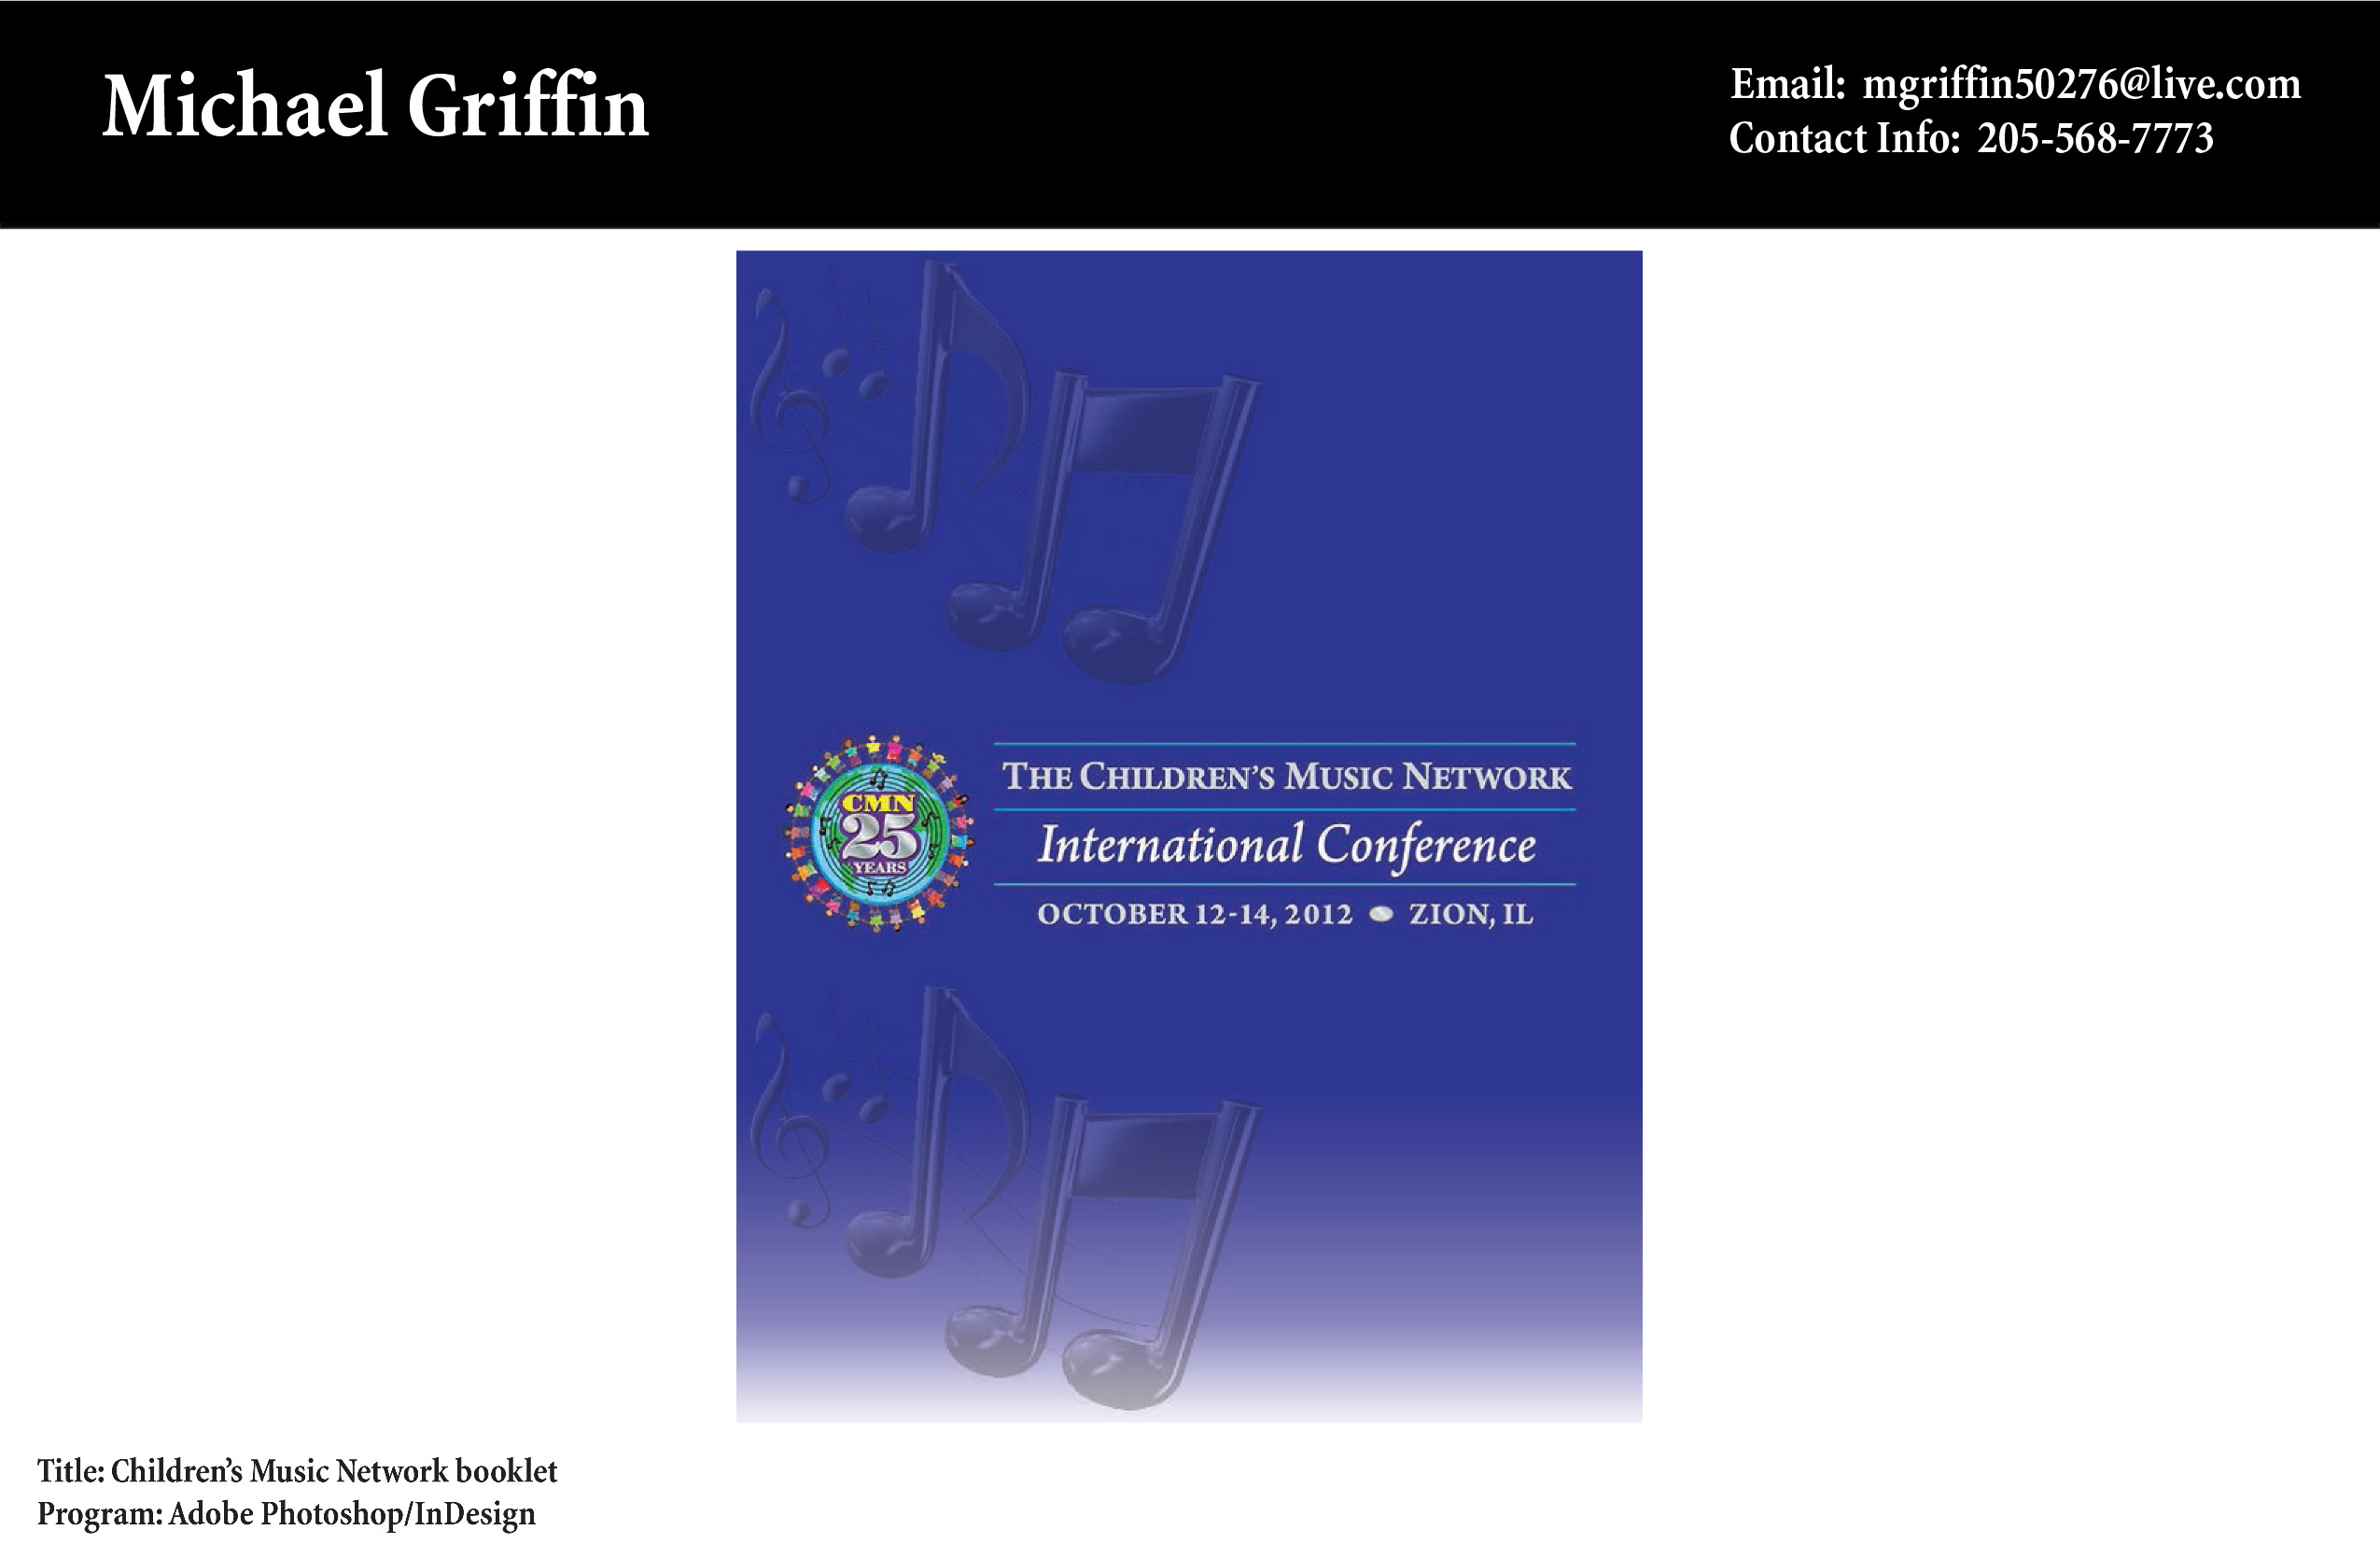 Michael Griffin
Email: mgriffin50276@live.com
Contact Info: 205-568-7773
CMN
25
YEARS
THE CHILDREN'S MUSIC NETWORK
International Conference
OCTOBER 12-14, 2012 ● ZION, IL
Title: Children's Music Network booklet
Program: Adobe Photoshop/InDesign